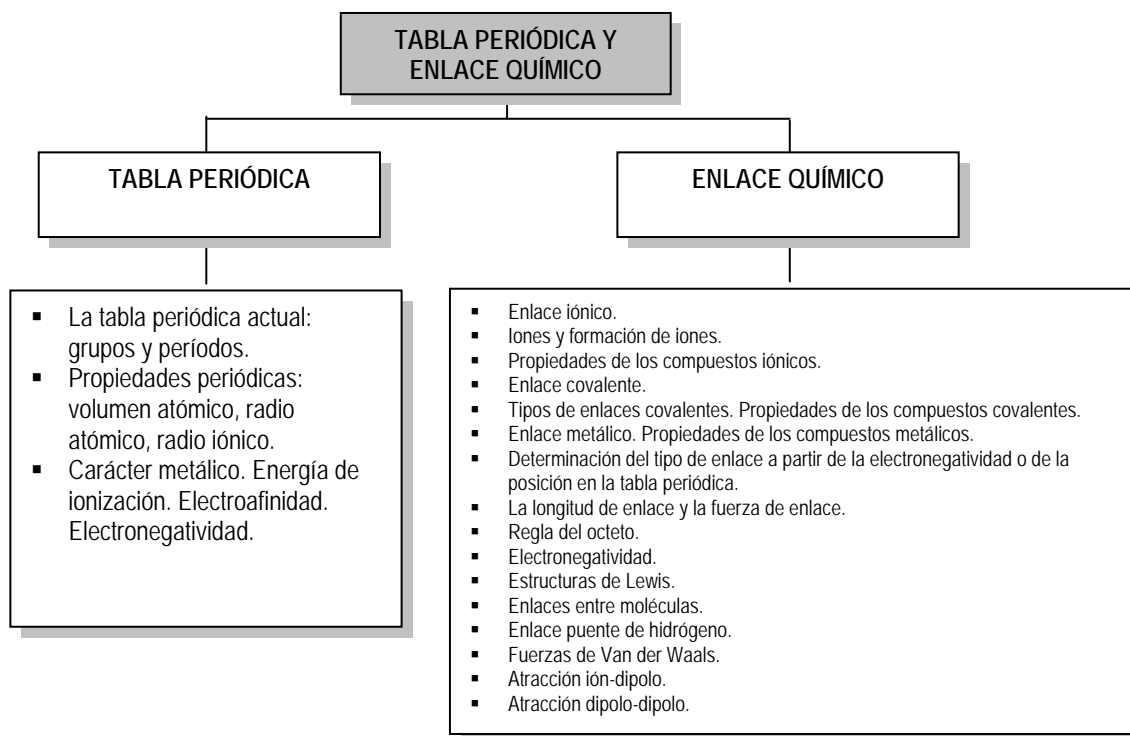 TABLA PERIÓDICA Y
ENLACE QUÍMICO
TABLA PERIÓDICA
ENLACE QUÍMICO
▪ La tabla periódica actual:
grupos y períodos.
▪ Propiedades periódicas:
volumen atómico, radio
atómico, radio iónico.
▪ Carácter metálico. Energía de
ionización. Electroafinidad.
Electronegatividad.
▪ Enlace iónico.
▪ Iones y formación de iones.
▪ Propiedades de los compuestos iónicos.
▪ Enlace covalente.
▪ Tipos de enlaces covalentes. Propiedades de los compuestos covalentes.
▪ Enlace metálico. Propiedades de los compuestos metálicos.
▪ Determinación del tipo de enlace a partir de la electronegatividad o de la
posición en la tabla periódica.
▪ La longitud de enlace y la fuerza de enlace.
▪ Regla del octeto.
▪ Electronegatividad.
▪ Estructuras de Lewis.
▪ Enlaces entre moléculas.
▪ Enlace puente de hidrógeno.
▪ Fuerzas de Van der Waals.
▪ Atracción ión-dipolo.
▪ Atracción dipolo-dipolo.